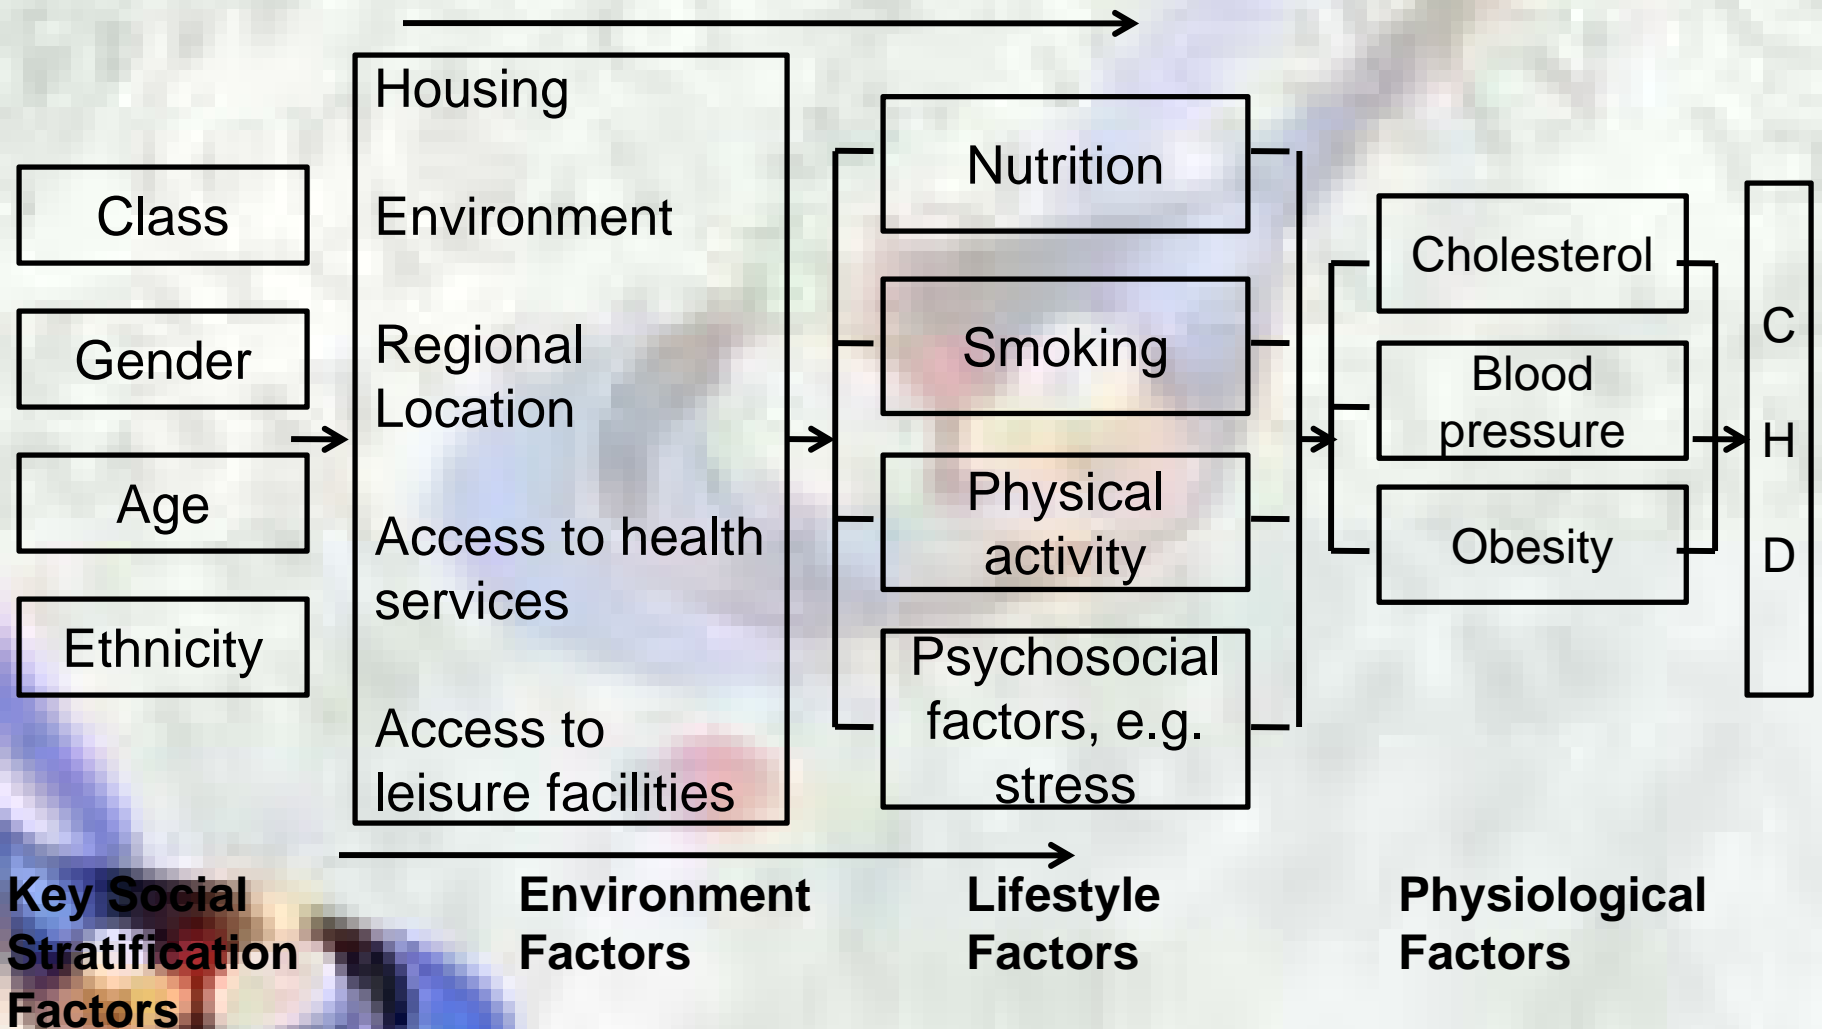 Class
Gender
Age
Ethnicity
Housing
Environment
Regional
Location
Access to health
services
Access to
leisure facilities
Nutrition
Smoking
Physical
activity
Psychosocial
factors, e.g.
stress
Cholesterol
Blood
pressure
Obesity
C
H
D
Key Social
Stratification
Factors
Environment
Factors
Lifestyle
Factors
Physiological
Factors